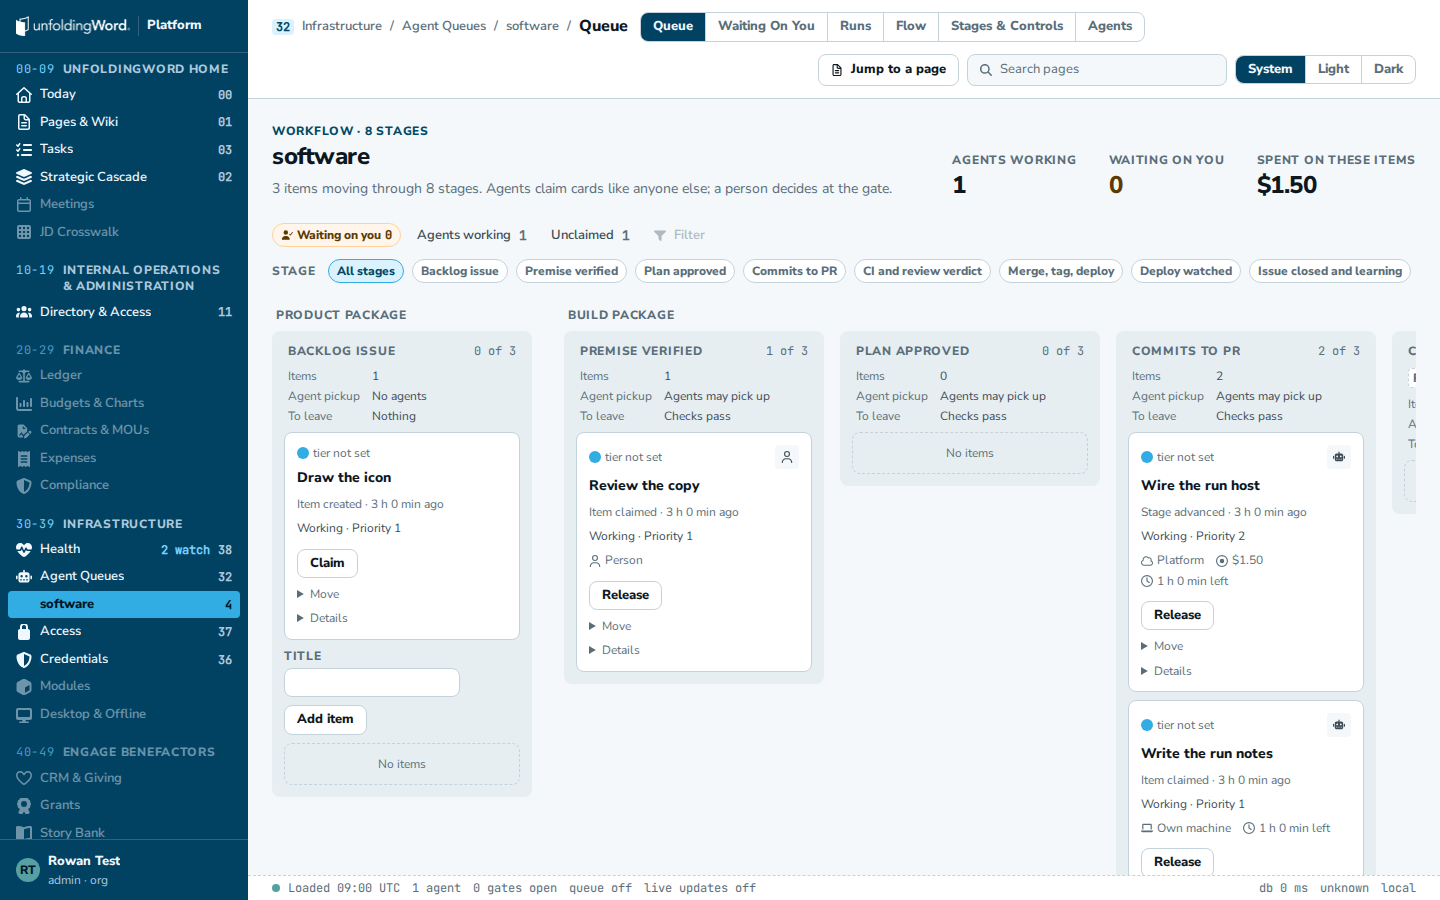 unfoldingWord Platform
00-09 UNFOLDINGWORD HOME
Today 00
Pages & Wiki 01
Tasks 03
Strategic Cascade 02
Meetings
JD Crosswalk
10-19 INTERNAL OPERATIONS
& ADMINISTRATION
Directory & Access 11
20-29 FINANCE
Ledger
Budgets & Charts
Contracts & MOUs
Expenses
Compliance
30-39 INFRASTRUCTURE
Health 2 watch 38
Agent Queues 32
software 4
Access 37
Credentials 36
Modules
Desktop & Offline
40-49 ENGAGE BENEFACTORS
CRM & Giving
Grants
Story Bank
RT Rowan Test
admin · org
32 Infrastructure / Agent Queues / software / Queue
Queue Waiting On You Runs Flow Stages & Controls Agents
Jump to a page Search pages System Light Dark
WORKFLOW · 8 STAGES
software
3 items moving through 8 stages. Agents claim cards like anyone else; a person decides at the gate.
AGENTS WORKING WAITING ON YOU SPENT ON THESE ITEMS
1 0 $1.50
Waiting on you 0 Agents working 1 Unclaimed 1 Filter
STAGE All stages Backlog issue Premise verified Plan approved Commits to PR CI and review verdict Merge, tag, deploy Deploy watched Issue closed and learning
PRODUCT PACKAGE
BACKLOG ISSUE 0 of 3
Items 1
Agent pickup No agents
To leave Nothing
tier not set
Draw the icon
Item created · 3 h 0 min ago
Working · Priority 1
Claim
Move
Details
TITLE
Add item
No items
BUILD PACKAGE
PREMISE VERIFIED 1 of 3
Items 1
Agent pickup Agents may pick up
To leave Checks pass
tier not set
Review the copy
Item claimed · 3 h 0 min ago
Working · Priority 1
Person
Release
Move
Details
PLAN APPROVED 0 of 3
Items 0
Agent pickup Agents may pick up
To leave Checks pass
No items
COMMITS TO PR 2 of 3
Items 2
Agent pickup Agents may pick up
To leave Checks pass
tier not set
Wire the run host
Stage advanced · 3 h 0 min ago
Working · Priority 2
Platform $1.50
1 h 0 min left
Release
Move
Details
tier not set
Write the run notes
Item claimed · 3 h 0 min ago
Working · Priority 1
Own machine 1 h 0 min left
Release
Loaded 09:00 UTC 1 agent 0 gates open queue off live updates off
db 0 ms unknown local